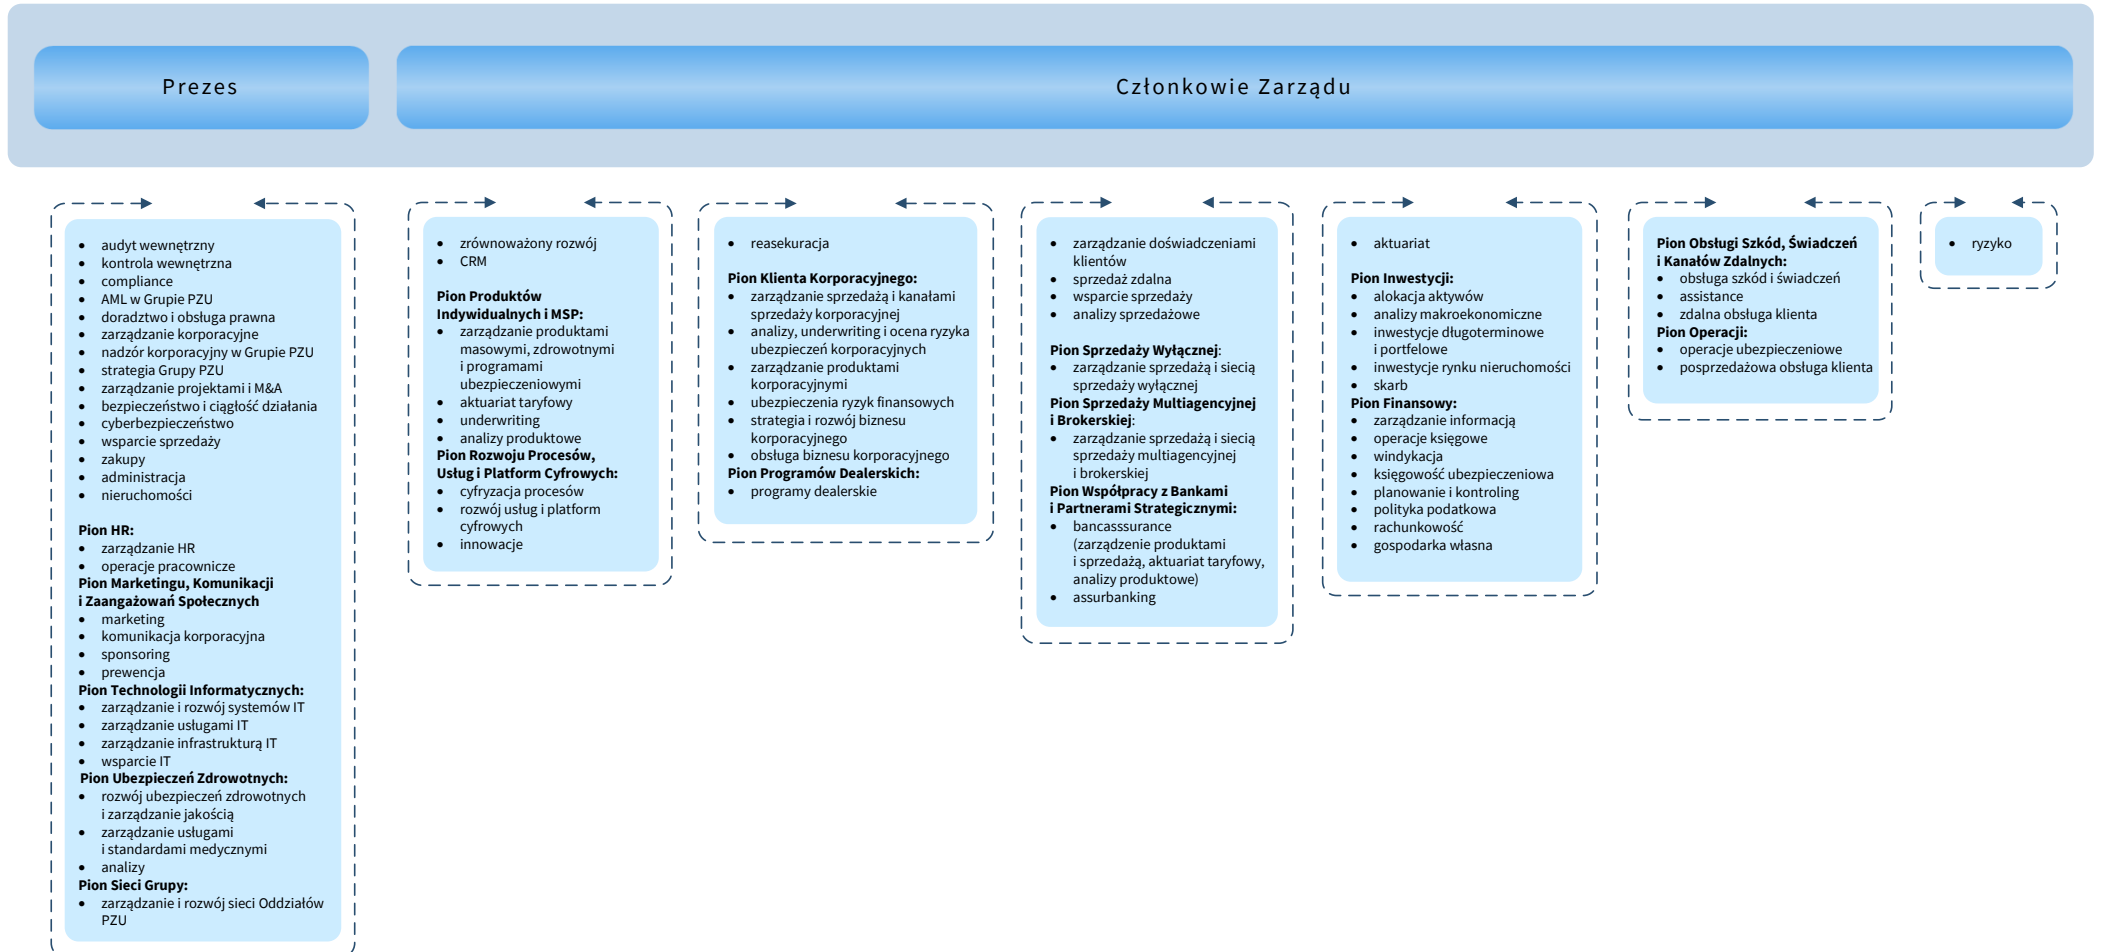 Prezes
Członkowie Zarządu
• audyt wewnętrzny
• kontrola wewnętrzna
• compliance
• AML w Grupie PZU
• doradztwo i obsługa prawna
• zarządzanie korporacyjne
• nadzór korporacyjny w Grupie PZU
• strategia Grupy PZU
• zarządzanie projektami i M&A
• bezpieczeństwo i ciągłość działania
• cyberbezpieczeństwo
• wsparcie sprzedaży
• zakupy
• administracja
• nieruchomości
Pion HR:
• zarządzanie HR
• operacje pracownicze
Pion Marketingu, Komunikacji
i Zaangażowań Społecznych
• marketing
• komunikacja korporacyjna
• sponsoring
• prewencja
Pion Technologii Informatycznych:
• zarządzanie i rozwój systemów IT
• zarządzanie usługami IT
• zarządzanie infrastrukturą IT
• wsparcie IT
Pion Ubezpieczeń Zdrowotnych:
• rozwój ubezpieczeń zdrowotnych
i zarządzanie jakością
• zarządzanie usługami
i standardami medycznymi
• analizy
Pion Sieci Grupy:
• zarządzanie i rozwój sieci Oddziałów
PZU
• zrównoważony rozwój
• CRM
Pion Produktów
Indywidualnych i MSP:
• zarządzanie produktami
masowymi, zdrowotnymi
i programami
ubezpieczeniowymi
• aktuariat taryfowy
• underwriting
• analizy produktowe
Pion Rozwoju Procesów,
Usług i Platform Cyfrowych:
• cyfryzacja procesów
• rozwój usług i platform
cyfrowych
• innowacje
• reasekuracja
Pion Klienta Korporacyjnego:
• zarządzanie sprzedażą i kanałami
sprzedaży korporacyjnej
• analizy, underwriting i ocena ryzyka
ubezpieczeń korporacyjnych
• zarządzanie produktami
korporacyjnymi
• ubezpieczenia ryzyk finansowych
• strategia i rozwój biznesu
korporacyjnego
• obsługa biznesu korporacyjnego
Pion Programów Dealerskich:
• programy dealerskie
• zarządzanie doświadczeniami
klientów
• sprzedaż zdalna
• wsparcie sprzedaży
• analizy sprzedażowe
Pion Sprzedaży Wyłącznej:
• zarządzanie sprzedażą i siecią
sprzedaży wyłącznej
Pion Sprzedaży Multiagencyjnej
i Brokerskiej:
• zarządzanie sprzedażą i siecią
sprzedaży multiagencyjnej
i brokerskiej
Pion Współpracy z Bankami
i Partnerami Strategicznymi:
• bancasssurance
(zarządzenie produktami
i sprzedażą, aktuariat taryfowy,
analizy produktowe)
• assurbanking
• aktuariat
Pion Inwestycji:
• alokacja aktywów
• analizy makroekonomiczne
• inwestycje długoterminowe
i portfelowe
• inwestycje rynku nieruchomości
• skarb
Pion Finansowy:
• zarządzanie informacją
• operacje księgowe
• windykacja
• księgowość ubezpieczeniowa
• planowanie i kontroling
• polityka podatkowa
• rachunkowość
• gospodarka własna
Pion Obsługi Szkód, Świadczeń
i Kanałów Zdalnych:
• obsługa szkód i świadczeń
• assistance
• zdalna obsługa klienta
Pion Operacji:
• operacje ubezpieczeniowe
• posprzedażowa obsługa klienta
• ryzyko